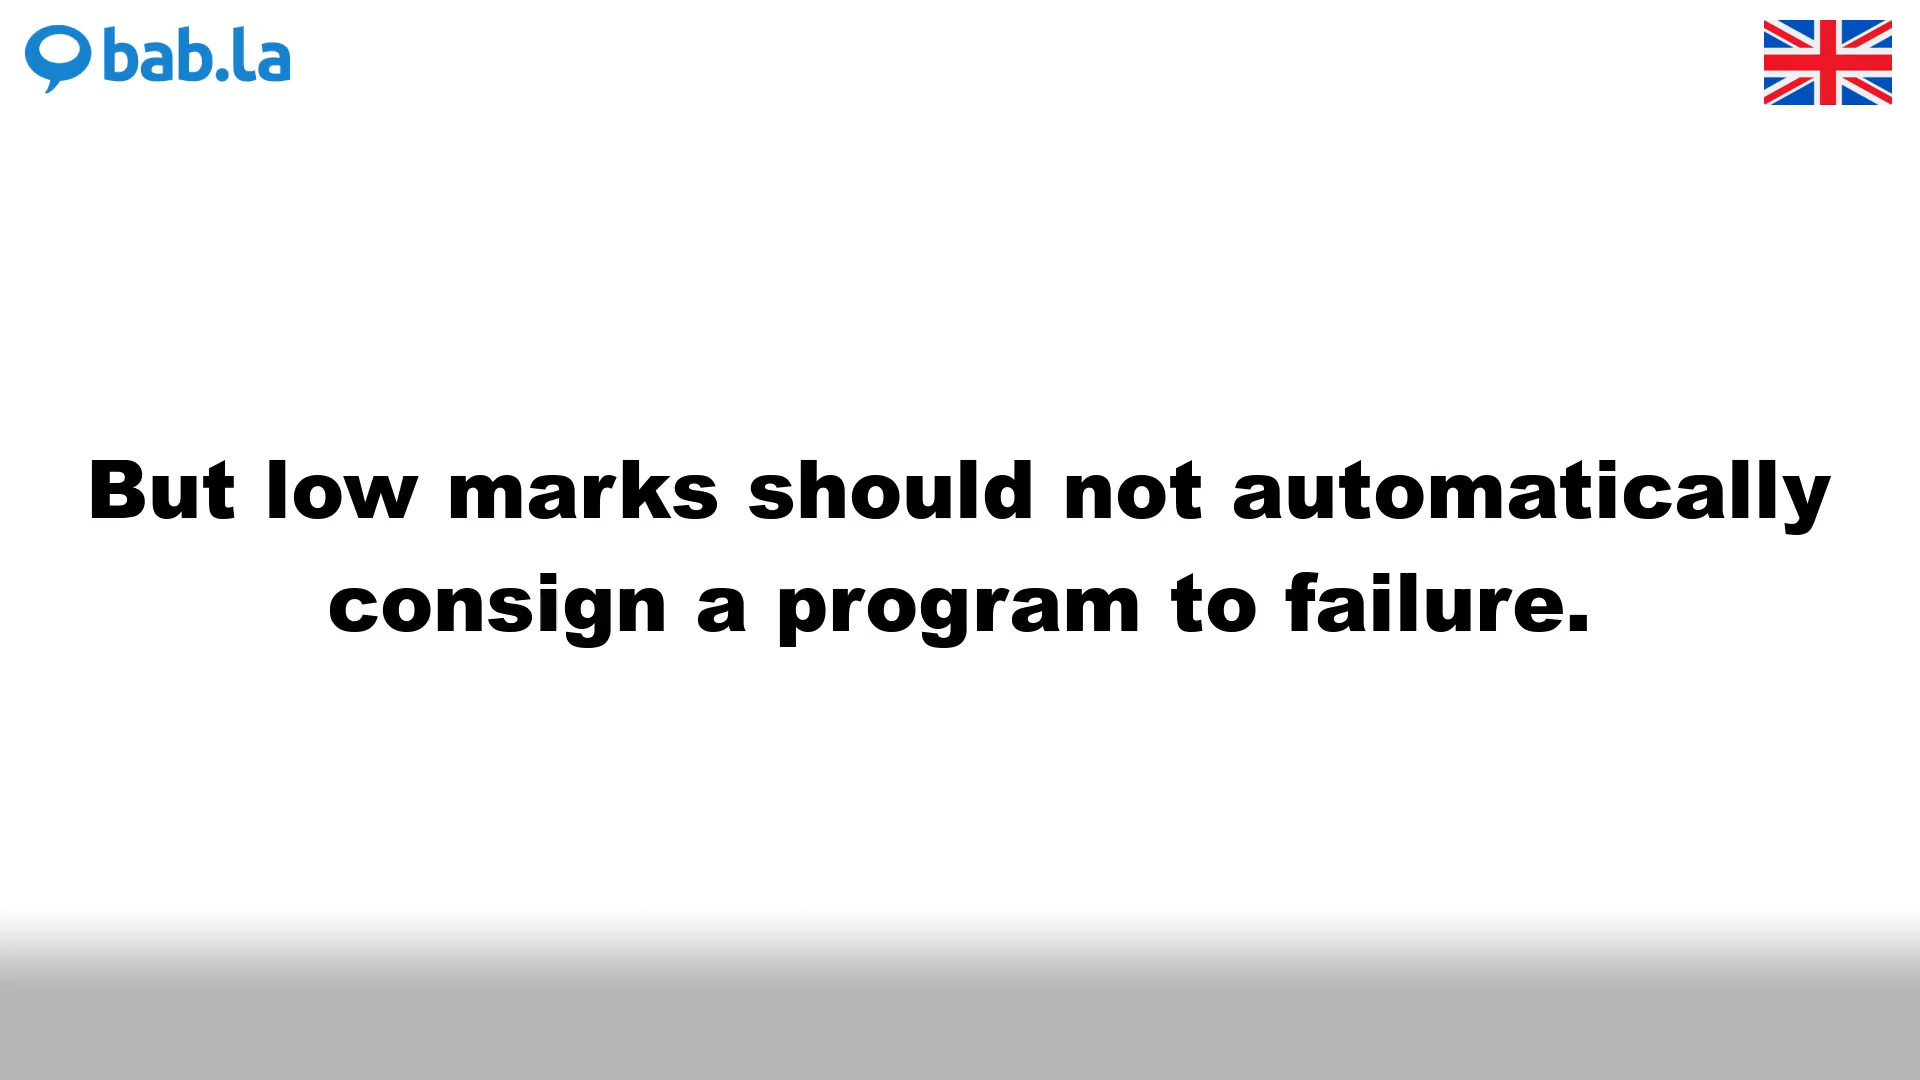 bab.la
But low marks should not automatically
consign a program to failure.